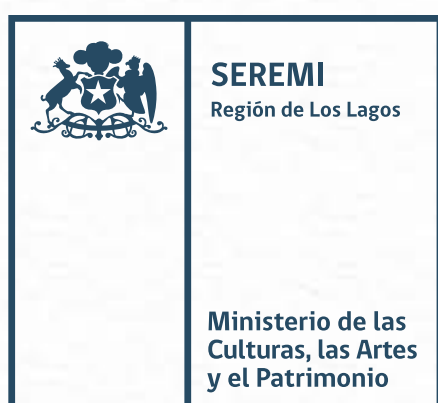 SEREMI
Región de Los Lagos
Ministerio de las
Culturas, las Artes
y el Patrimonio